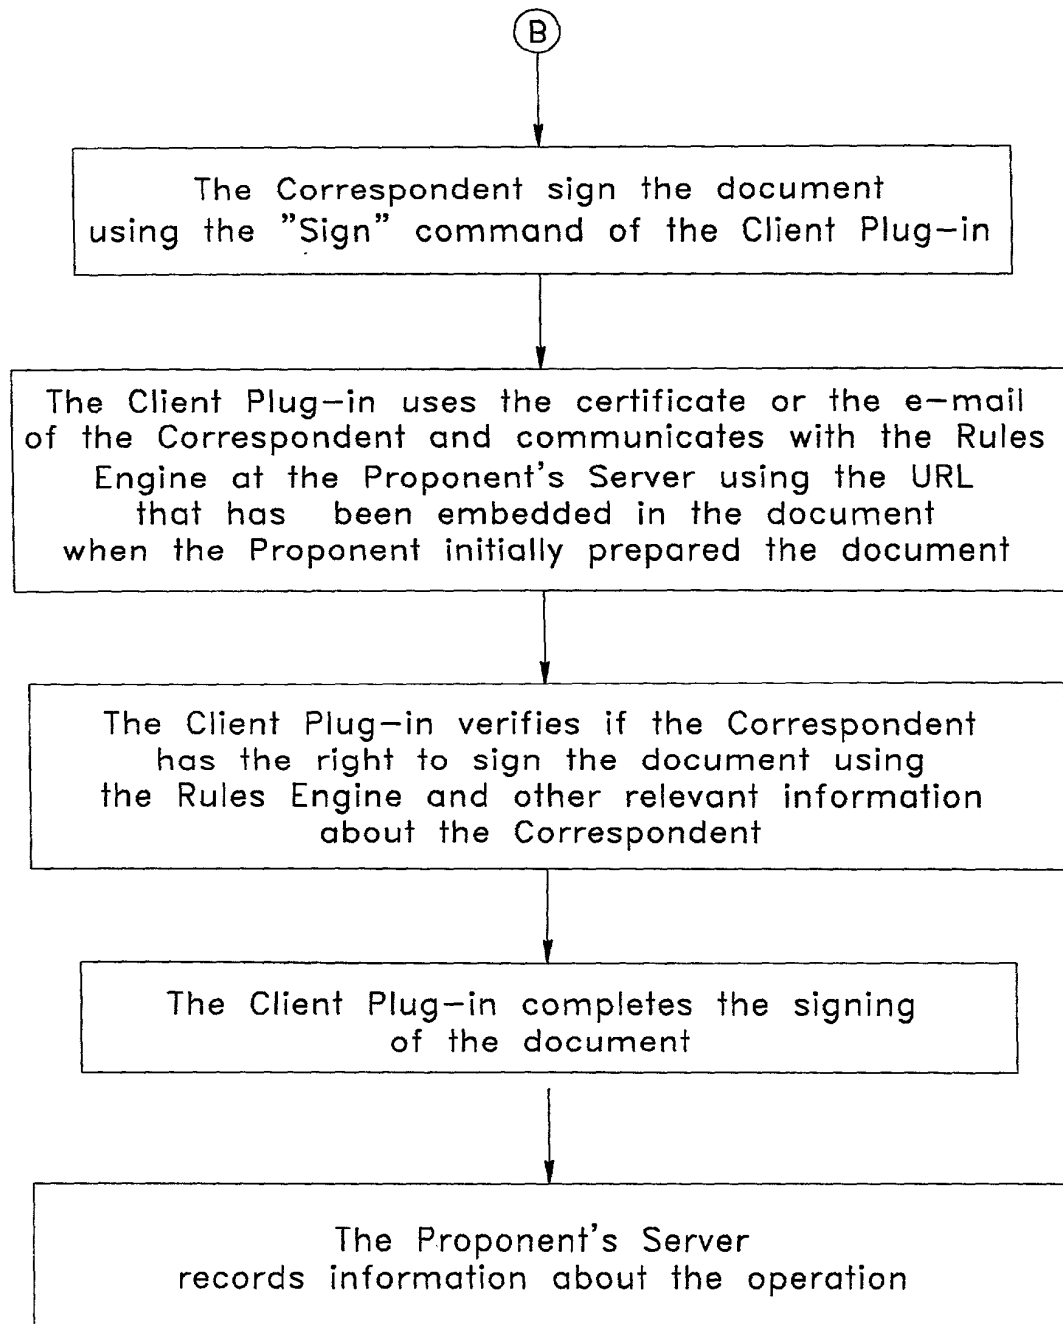 B
The Correspondent sign the document
using the "Sign" command of the Client Plug-in
The Client Plug-in uses the certificate or the e-mail
of the Correspondent and communicates with the Rules
Engine at the Proponent's Server using the URL
that has been embedded in the document
when the Proponent initially prepared the document
The Client Plug-in verifies if the Correspondent
has the right to sign the document using
the Rules Engine and other relevant information
about the Correspondent
The Client Plug-in completes the signing
of the document
The Proponent's Server
records information about the operation